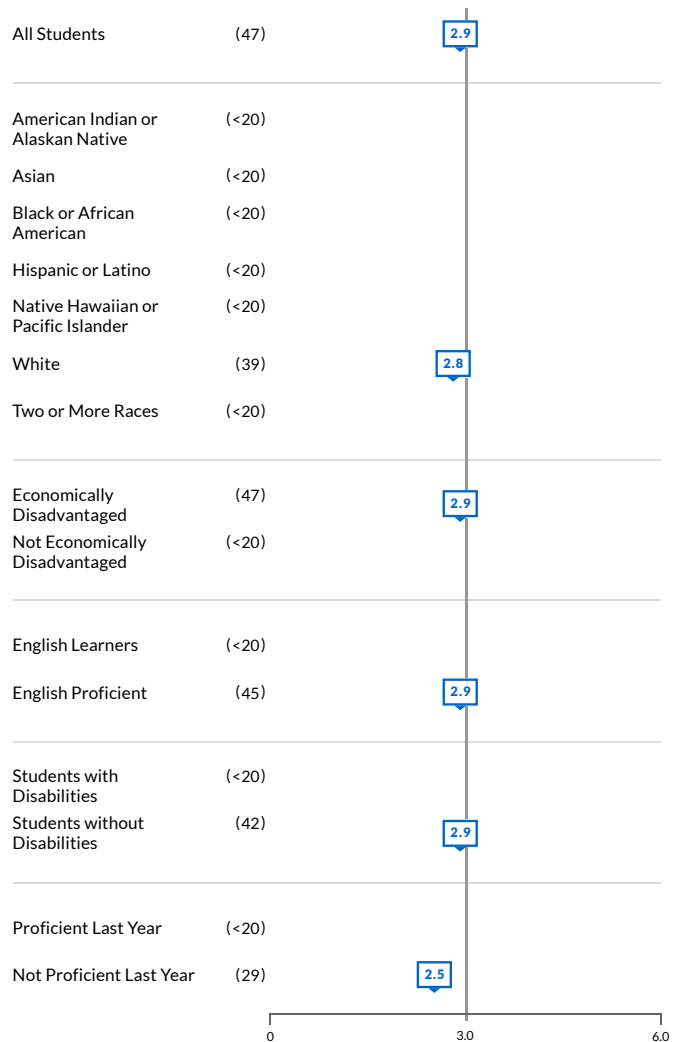 All Students (47) 2.9
American Indian or (<20)
Alaskan Native
Asian (<20)
Black or African (<20)
American
Hispanic or Latino (<20)
Native Hawaiian or (<20)
Pacific Islander
White (39) 2.8
Two or More Races (<20)
Economically (47) 2.9
Disadvantaged
Not Economically (<20)
Disadvantaged
English Learners (<20)
English Proficient (45) 2.9
Students with (<20)
Disabilities
Students without (42) 2.9
Disabilities
Proficient Last Year (<20)
Not Proficient Last Year (29) 2.5
0 3.0 6.0